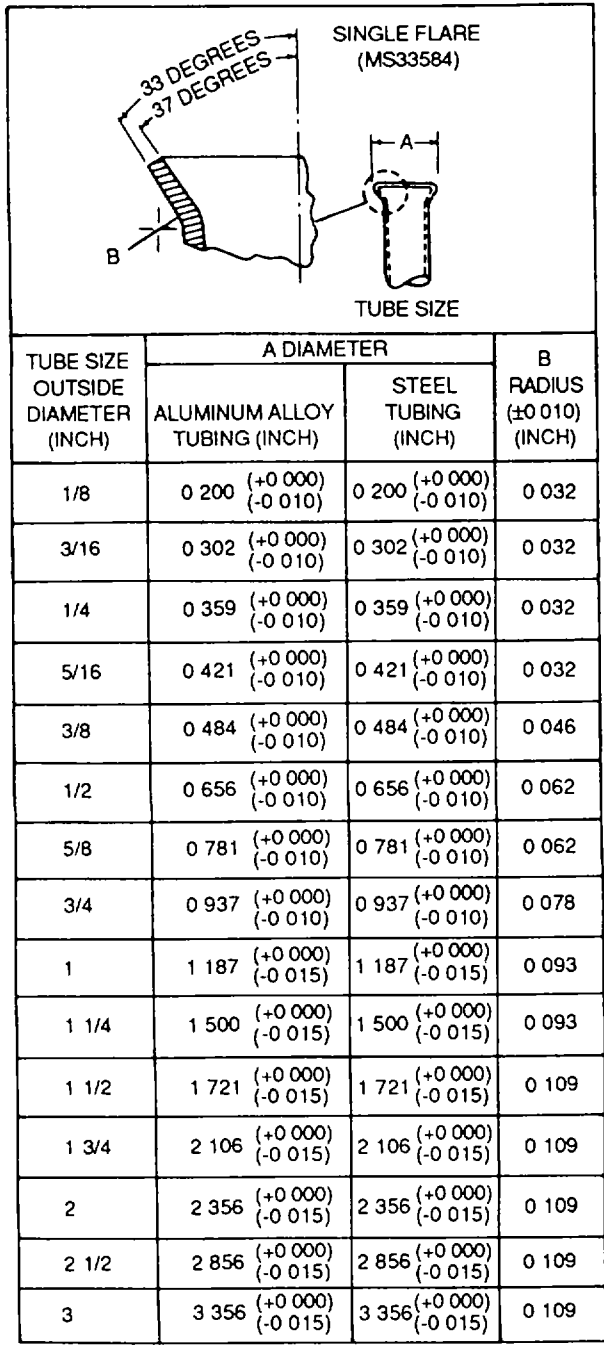 SINGLE FLARE
(MS33584)
33 DEGREES
37 DEGREES
A
B
TUBE SIZE
TUBE SIZE
OUTSIDE
DIAMETER
(INCH)
A DIAMETER
ALUMINUM ALLOY
TUBING (INCH)
STEEL
TUBING
(INCH)
B
RADIUS
(±0 010)
(INCH)
1/8 0 200 (+0 000) (-0 010) 0 200 (+0 000) (-0 010) 0 032
3/16 0 302 (+0 000) (-0 010) 0 302 (+0 000) (-0 010) 0 032
1/4 0 359 (+0 000) (-0 010) 0 359 (+0 000) (-0 010) 0 032
5/16 0 421 (+0 000) (-0 010) 0 421 (+0 000) (-0 010) 0 032
3/8 0 484 (+0 000) (-0 010) 0 484 (+0 000) (-0 010) 0 046
1/2 0 656 (+0 000) (-0 010) 0 656 (+0 000) (-0 010) 0 062
5/8 0 781 (+0 000) (-0 010) 0 781 (+0 000) (-0 010) 0 062
3/4 0 937 (+0 000) (-0 010) 0 937 (+0 000) (-0 010) 0 078
1 1 187 (+0 000) (-0 015) 1 187 (+0 000) (-0 015) 0 093
1 1/4 1 500 (+0 000) (-0 015) 1 500 (+0 000) (-0 015) 0 093
1 1/2 1 721 (+0 000) (-0 015) 1 721 (+0 000) (-0 015) 0 109
1 3/4 2 106 (+0 000) (-0 015) 2 106 (+0 000) (-0 015) 0 109
2 2 356 (+0 000) (-0 015) 2 356 (+0 000) (-0 015) 0 109
2 1/2 2 856 (+0 000) (-0 015) 2 856 (+0 000) (-0 015) 0 109
3 3 356 (+0 000) (-0 015) 3 356 (+0 000) (-0 015) 0 109